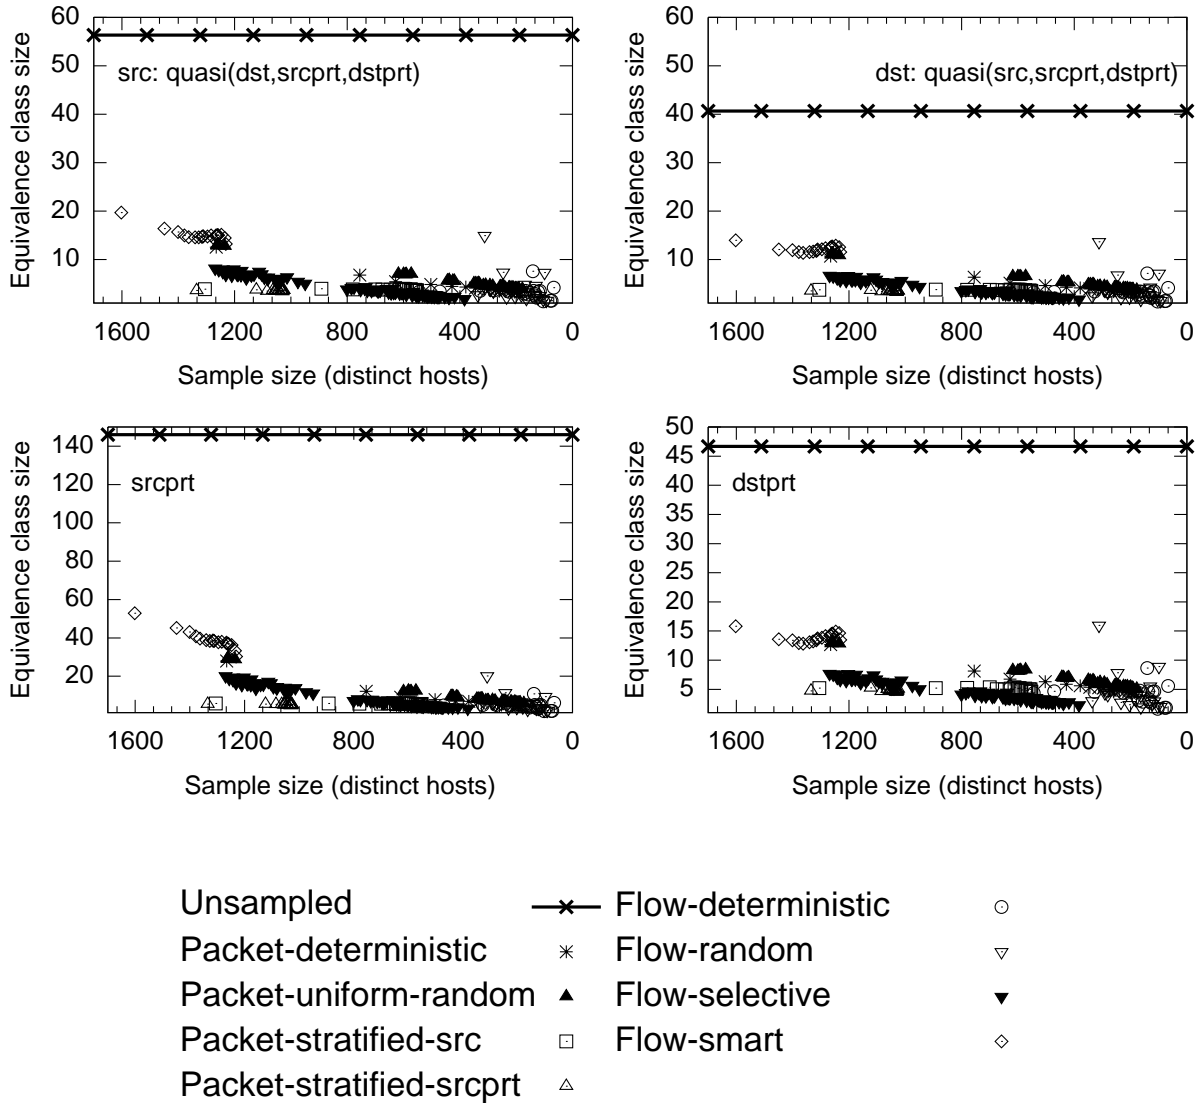 60
50
40
30
20
10
Equivalence class size
src: quasi(dst,srcprt,dstprt)
1600 1200 800 400 0
Sample size (distinct hosts)
60
50
40
30
20
10
Equivalence class size
dst: quasi(src,srcprt,dstprt)
1600 1200 800 400 0
Sample size (distinct hosts)
140
120
100
80
60
40
20
Equivalence class size
srcprt
1600 1200 800 400 0
Sample size (distinct hosts)
50
45
40
35
30
25
20
15
10
5
Equivalence class size
dstprt
1600 1200 800 400 0
Sample size (distinct hosts)
Unsampled
Packet-deterministic
Packet-uniform-random
Packet-stratified-src
Packet-stratified-srcprt
Flow-deterministic
Flow-random
Flow-selective
Flow-smart